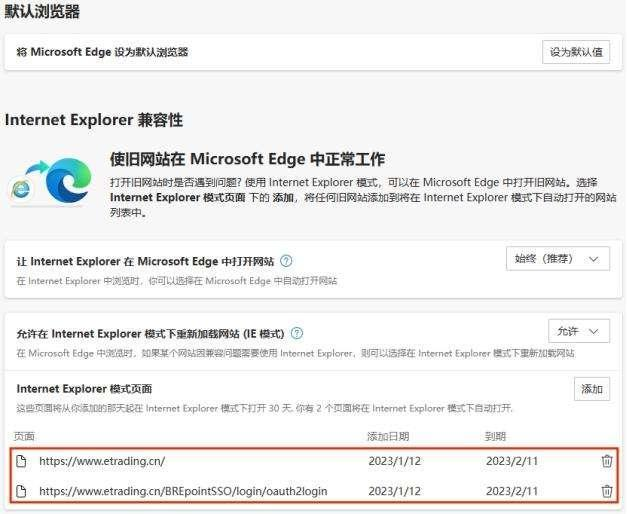 默认浏览器
将 Microsoft Edge 设为默认浏览器
设为默认值
Internet Explorer 兼容性
使旧网站在 Microsoft Edge 中正常工作
打开旧网站时是否遇到问题? 使用 Internet Explorer 模式，可以在 Microsoft Edge 中打开旧网站。选择
Internet Explorer 模式页面 下的 添加，将任何旧网站添加到将在 Internet Explorer 模式下自动打开的网站
列表中。
让 Internet Explorer 在 Microsoft Edge 中打开网站
始终（推荐）
在 Internet Explorer 中浏览时，你可以选择在 Microsoft Edge 中自动打开网站
允许在 Internet Explorer 模式下重新加载网站 (IE 模式)
允许
在 Microsoft Edge 中浏览时，如果某个网站因兼容问题需要使用 Internet Explorer，则可以选择在 Internet Explorer 模式下重新加载网站
Internet Explorer 模式页面
添加
这些页面将从你添加的那天起在 Internet Explorer 模式下打开 30 天. 你有 2 个页面将在 Internet Explorer 模式下自动打开.
页面 添加日期 到期
https://www.etrading.cn/ 2023/1/12 2023/2/11
https://www.etrading.cn/BREpointSSO/login/oauth2login 2023/1/12 2023/2/11